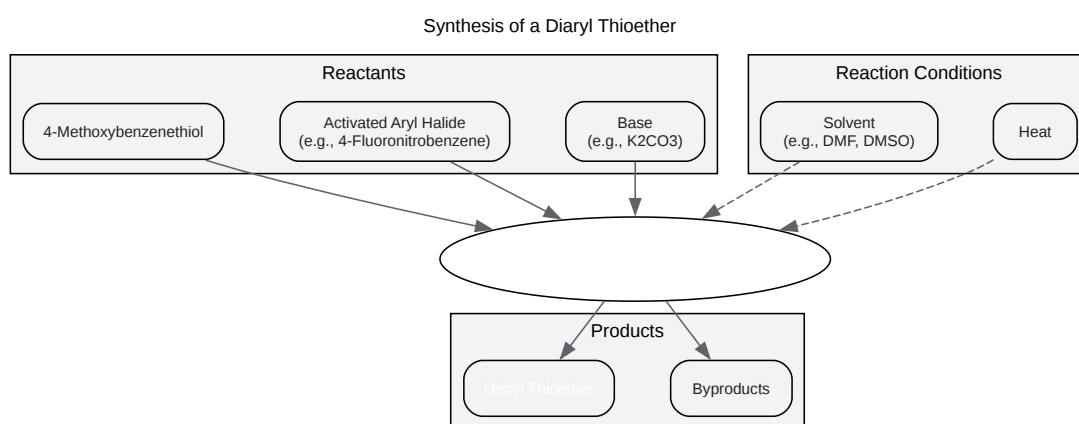 Synthesis of a Diaryl Thioether
Reactants
Reaction Conditions
4-Methoxybenzenethiol
Activated Aryl Halide
(e.g., 4-Fluoronitrobenzene)
Base
(e.g., K2CO3)
Solvent
(e.g., DMF, DMSO)
Heat
Products
Diaryl Thioether
Byproducts